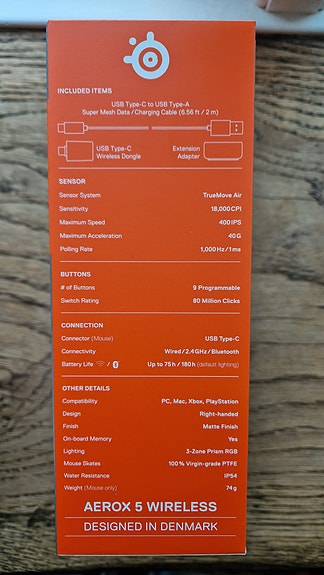 INCLUDED ITEMS
USB Type-C to USB Type-A
Super Mesh Data/Charging Cable (6.56 ft / 2 m)
USB Type-C
Wireless Dongle
Extension
Adapter
SENSOR
Sensor System TrueMove Air
Sensitivity 18,000 CPI
Maximum Speed 400 IPS
Maximum Acceleration 40 G
Polling Rate 1,000 Hz/1 ms
BUTTONS
# of Buttons 9 Programmable
Switch Rating 80 Million Clicks
CONNECTION
Connector (Mouse) USB Type-C
Connectivity Wired/2.4GHz/Bluetooth
Battery Life / Up to 75h/180h (default lighting)
OTHER DETAILS
Compatibility PC, Mac, Xbox, PlayStation
Design Right-handed
Finish Matte Finish
On-board Memory Yes
Lighting 3-Zone Prism RGB
Mouse Skates 100% Virgin-grade PTFE
Water Resistance IP54
Weight (Mouse only) 74g
AEROX 5 WIRELESS
DESIGNED IN DENMARK